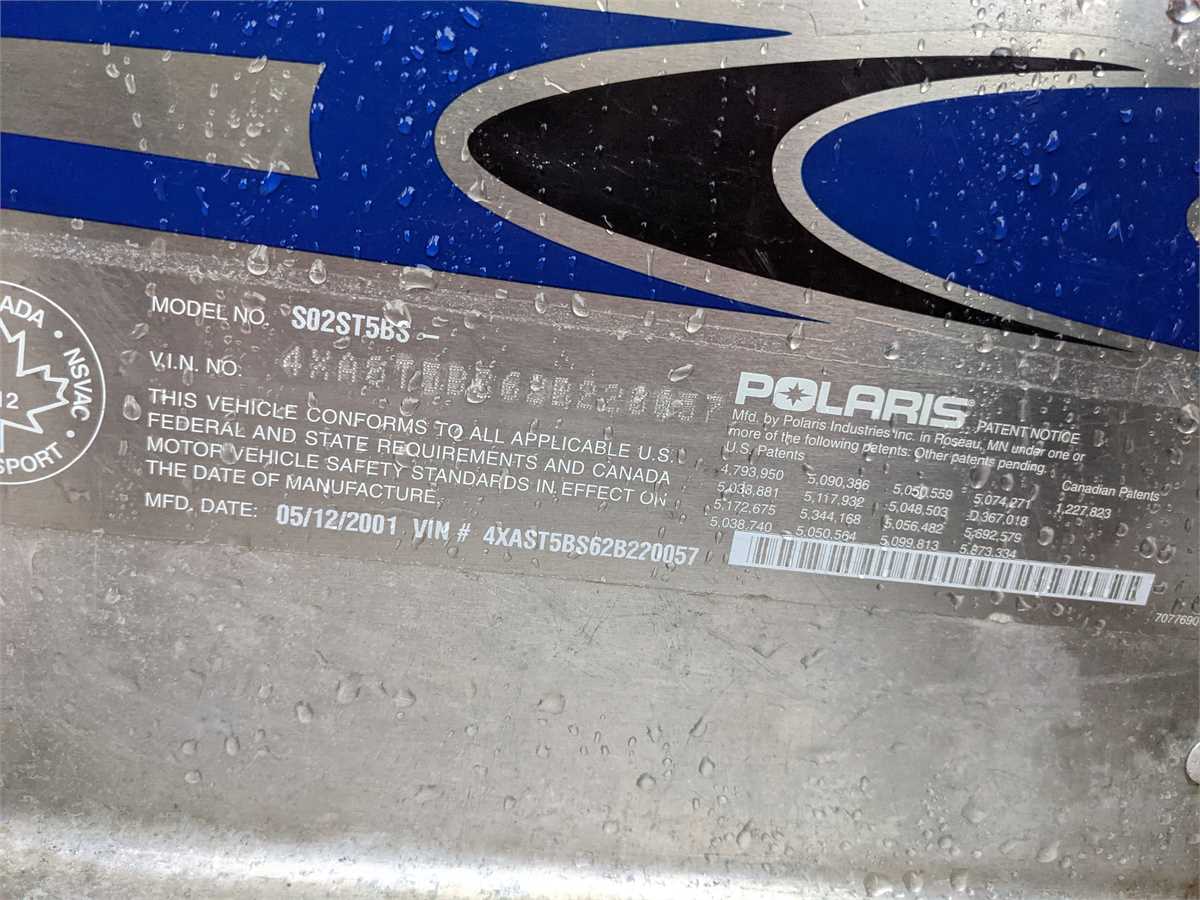 ADA • NSVAC •
12
SPORT
MODEL NO. S02ST5BS –
V.I.N. NO. 4XAST5BS62B220057
THIS VEHICLE CONFORMS TO ALL APPLICABLE U.S.
FEDERAL AND STATE REQUIREMENTS AND CANADA
MOTOR VEHICLE SAFETY STANDARDS IN EFFECT ON
THE DATE OF MANUFACTURE.
MFD. DATE: 05/12/2001 VIN # 4XAST5BS62B220057
POLARIS® PATENT NOTICE
Mfd. by Polaris Industries Inc. in Roseau, MN under one or
more of the following patents. Other patents pending.
U.S. Patents Canadian Patents
4,793,950 5,090,386 5,050,559 5,074,271 1,227,823
5,038,881 5,117,932 5,048,503 D 367,018
5,172,675 5,344,168 5,056,482 5,692,579
5,038,740 5,050,564 5,099,813 5,873,334
7077690